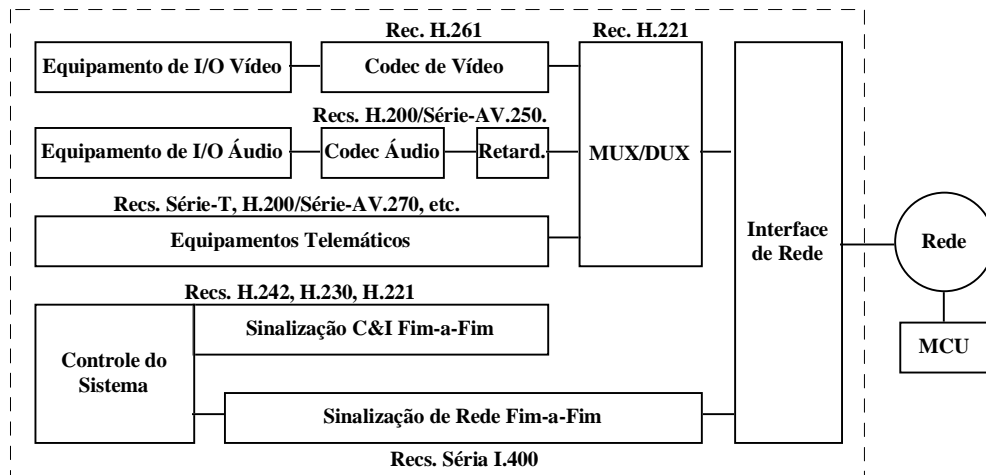 Rec. H.261
Rec. H.221
Equipamento de I/O Vídeo
Codec de Vídeo
Recs. H.200/Série-AV.250.
Equipamento de I/O Áudio
Codec Áudio
Retard.
MUX/DUX
Recs. Série-T, H.200/Série-AV.270, etc.
Equipamentos Telemáticos
Interface
de Rede
Rede
Recs. H.242, H.230, H.221
Sinalização C&I Fim-a-Fim
MCU
Controle do
Sistema
Sinalização de Rede Fim-a-Fim
Recs. Séria I.400